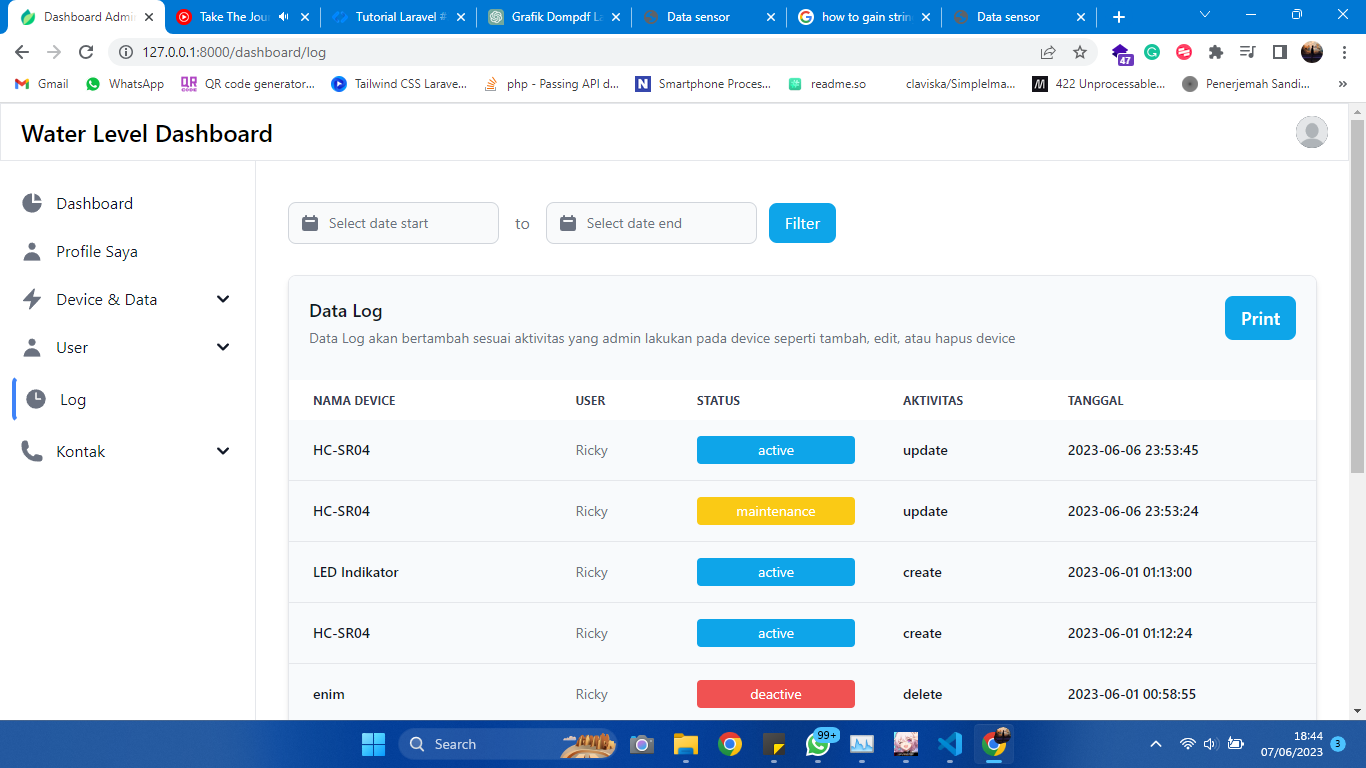 Dashboard Admi
Take The Jou
Tutorial Laravel #
Grafik Dompdf La
Data sensor
how to gain strin
Data sensor
127.0.0.1:8000/dashboard/log
47
Gmail
WhatsApp
QR CODE
QR code generator...
Tailwind CSS Larave...
php - Passing API d...
N
Smartphone Proces...
readme.so
claviska/SimpleIma...
422 Unprocessable...
Penerjemah Sandi...
»
Water Level Dashboard
Dashboard
Profile Saya
Device & Data
User
Log
Kontak
Select date start
to
Select date end
Filter
Data Log
Data Log akan bertambah sesuai aktivitas yang admin lakukan pada device seperti tambah, edit, atau hapus device
Print
NAMA DEVICE USER STATUS AKTIVITAS TANGGAL
HC-SR04 Ricky active update 2023-06-06 23:53:45
HC-SR04 Ricky maintenance update 2023-06-06 23:53:24
LED Indikator Ricky active create 2023-06-01 01:13:00
HC-SR04 Ricky active create 2023-06-01 01:12:24
enim Ricky deactive delete 2023-06-01 00:58:55
Search
99+
18:44
07/06/2023
3